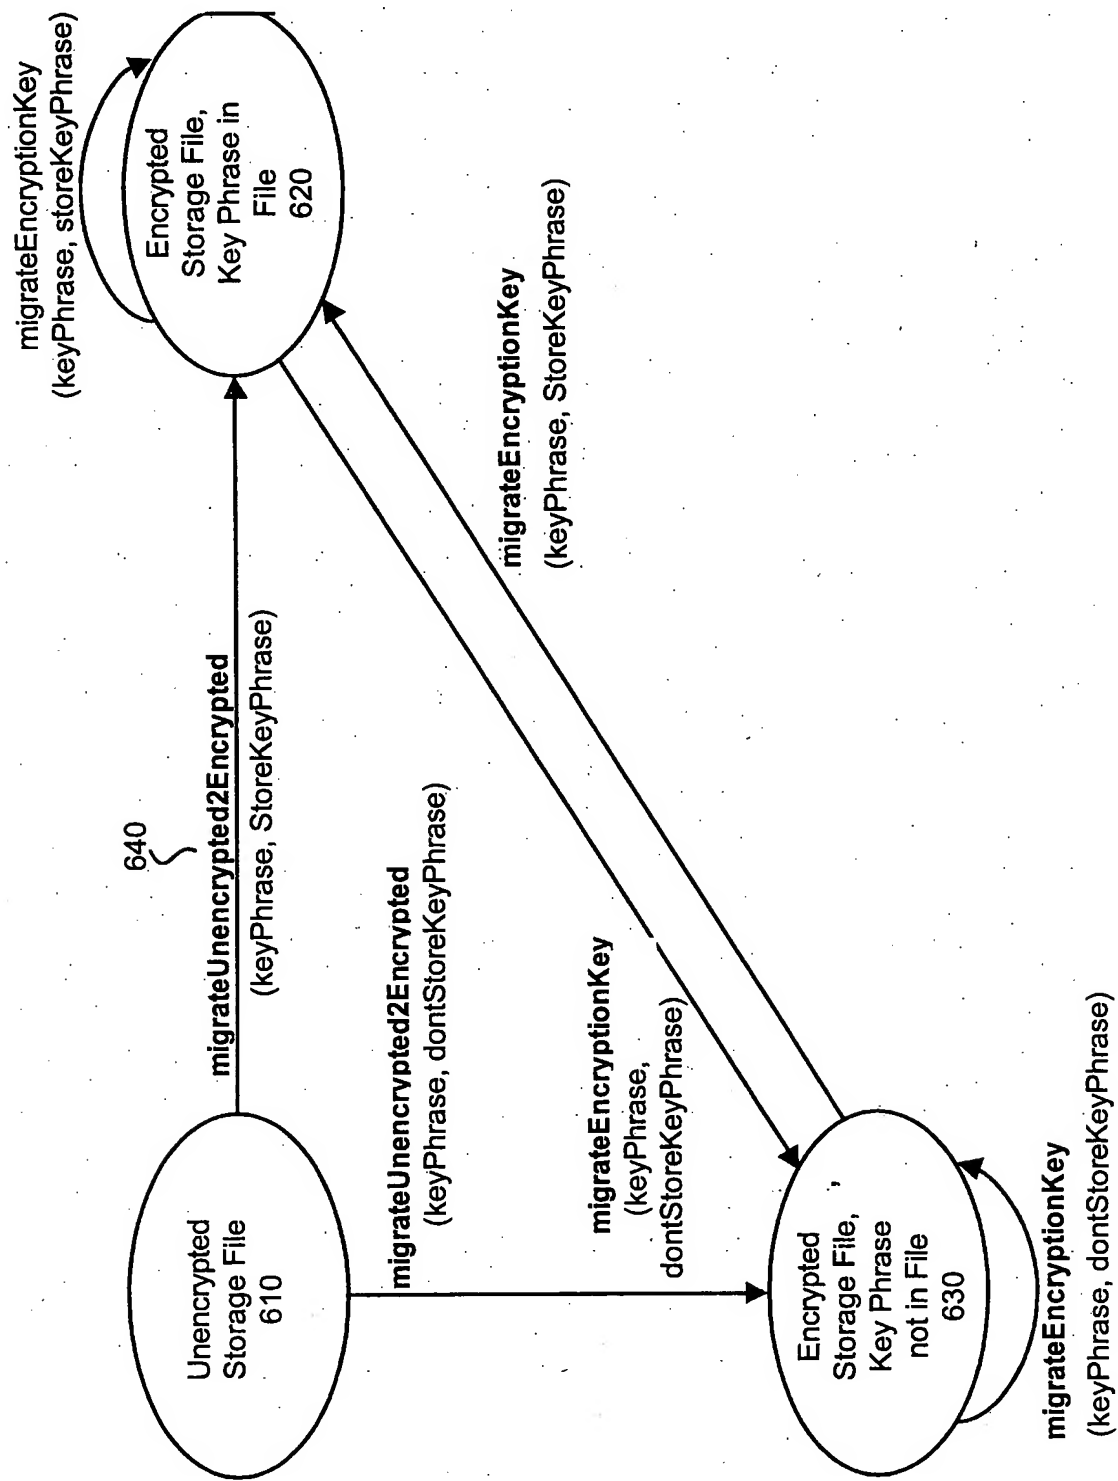 migrateEncryptionKey
(keyPhrase, storeKeyPhrase)
Encrypted
Storage File,
Key Phrase in
File
620
640
migrateUnencrypted2Encrypted
(keyPhrase, StoreKeyPhrase)
Unencrypted
Storage File
610
migrateUnencrypted2Encrypted
(keyPhrase, dontStoreKeyPhrase)
migrateEncryptionKey
(keyPhrase, StoreKeyPhrase)
migrateEncryptionKey
(keyPhrase,
dontStoreKeyPhrase)
Encrypted
Storage File,
Key Phrase
not in File
630
migrateEncryptionKey
(keyPhrase, dontStoreKeyPhrase)